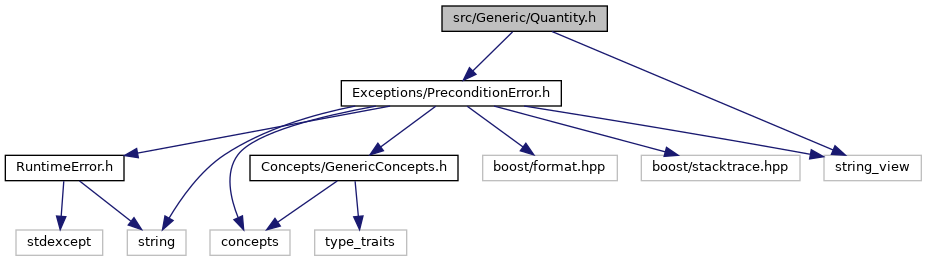 src/Generic/Quantity.h
Exceptions/PreconditionError.h
RuntimeError.h
Concepts/GenericConcepts.h
boost/format.hpp
boost/stacktrace.hpp
string_view
stdexcept
string
concepts
type_traits